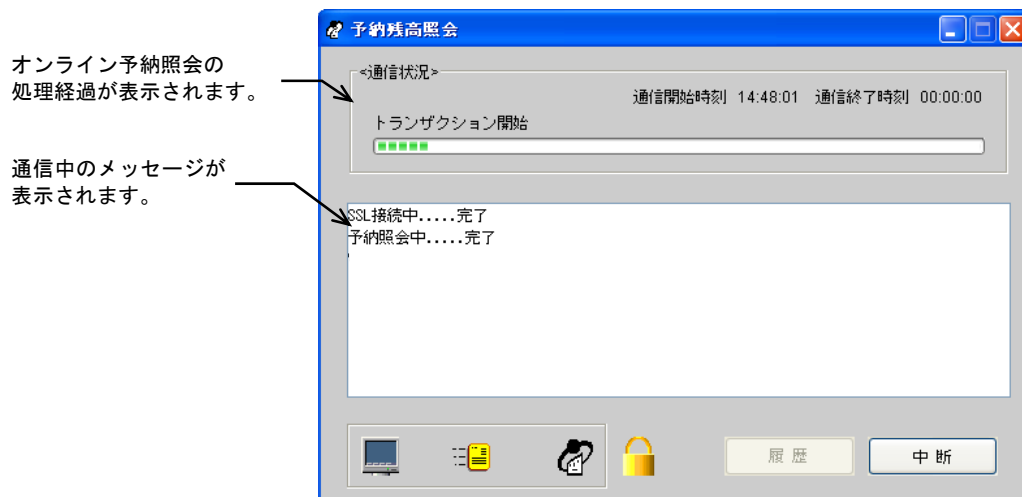 予納残高照会
オンライン予納照会の
処理経過が表示されます。
<通信状況>
通信開始時刻 14:48:01 通信終了時刻 00:00:00
トランザクション開始
通信中のメッセージが
表示されます。
SSL接続中.....完了
予納照会中.....完了
履歴
中断